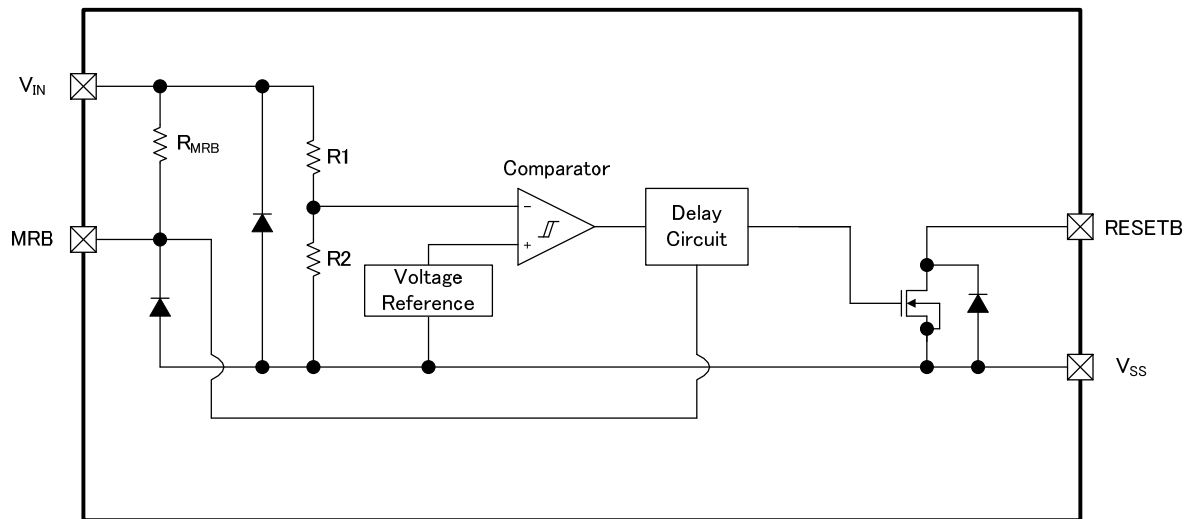 V_IN
R_MRB
R1
Comparator
−
+
Delay
Circuit
MRB
RESETB
R2
Voltage
Reference
V_SS